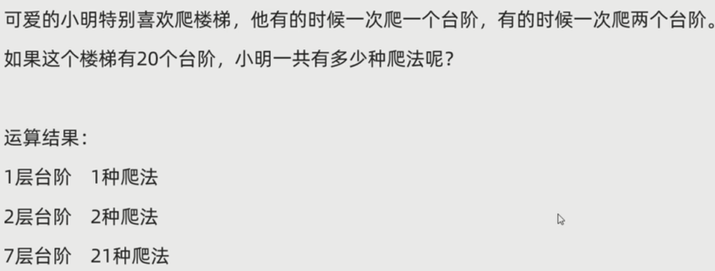 可爱的小明特别喜欢爬楼梯，他有的时候一次爬一个台阶，有的时候一次爬两个台阶。
如果这个楼梯有20个台阶，小明一共有多少种爬法呢？
运算结果：
1层台阶 1种爬法
2层台阶 2种爬法
7层台阶 21种爬法